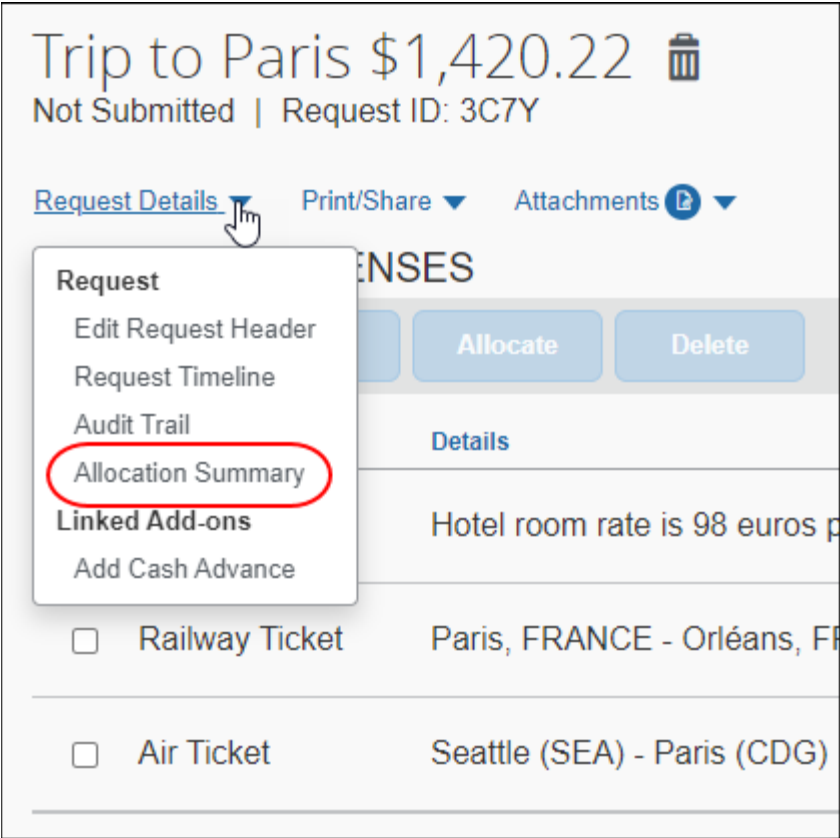 Trip to Paris $1,420.22
Not Submitted | Request ID: 3C7Y
Request Details Print/Share Attachments
ENSES
Request
Edit Request Header
Request Timeline
Audit Trail
Allocation Summary
Linked Add-ons
Add Cash Advance
Allocate Delete
Details
Hotel room rate is 98 euros
Railway Ticket Paris, FRANCE - Orléans,
Air Ticket Seattle (SEA) - Paris (CDG)